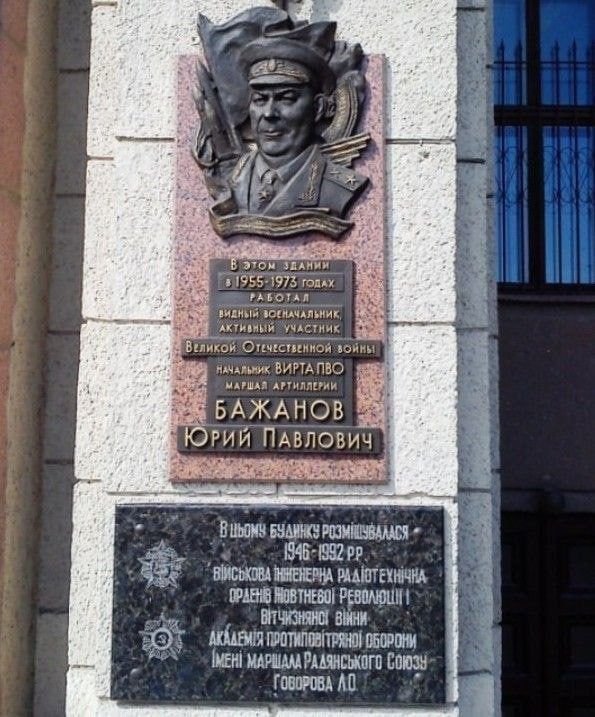 В ЭТОМ ЗДАНИИ
В 1955-1973 ГОДАХ
РАБОТАЛ
ВИДНЫЙ ВОЕНАЧАЛЬНИК,
АКТИВНЫЙ УЧАСТНИК
ВЕЛИКОЙ ОТЕЧЕСТВЕННОЙ ВОЙНЫ
НАЧАЛЬНИК ВИРТА ПВО
МАРШАЛ АРТИЛЛЕРИИ
БАЖАНОВ
ЮРИЙ ПАВЛОВИЧ
В ЦЬОМУ БУДИНКУ РОЗМІЩУВАЛАСЯ
1946-1992 Р.Р.
ВІЙСЬКОВА ІНЖЕНЕРНА РАДІОТЕХНІЧНА
ОРДЕНІВ ЖОВТНЕВОЇ РЕВОЛЮЦІЇ І
ВІТЧИЗНЯНОЇ ВІЙНИ
АКАДЕМІЯ ПРОТИПОВІТРЯНОЇ ОБОРОНИ
ІМЕНІ МАРШАЛА РАДЯНСЬКОГО СОЮЗУ
ГОВОРОВА Л.О.